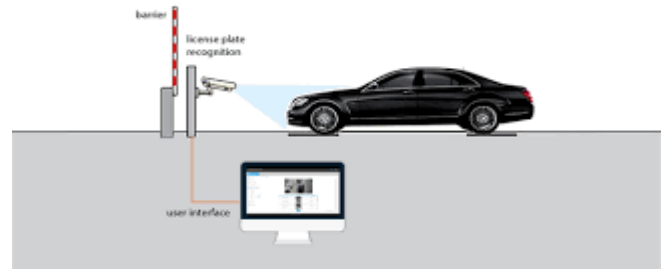 barrier
license plate
recognition
user interface